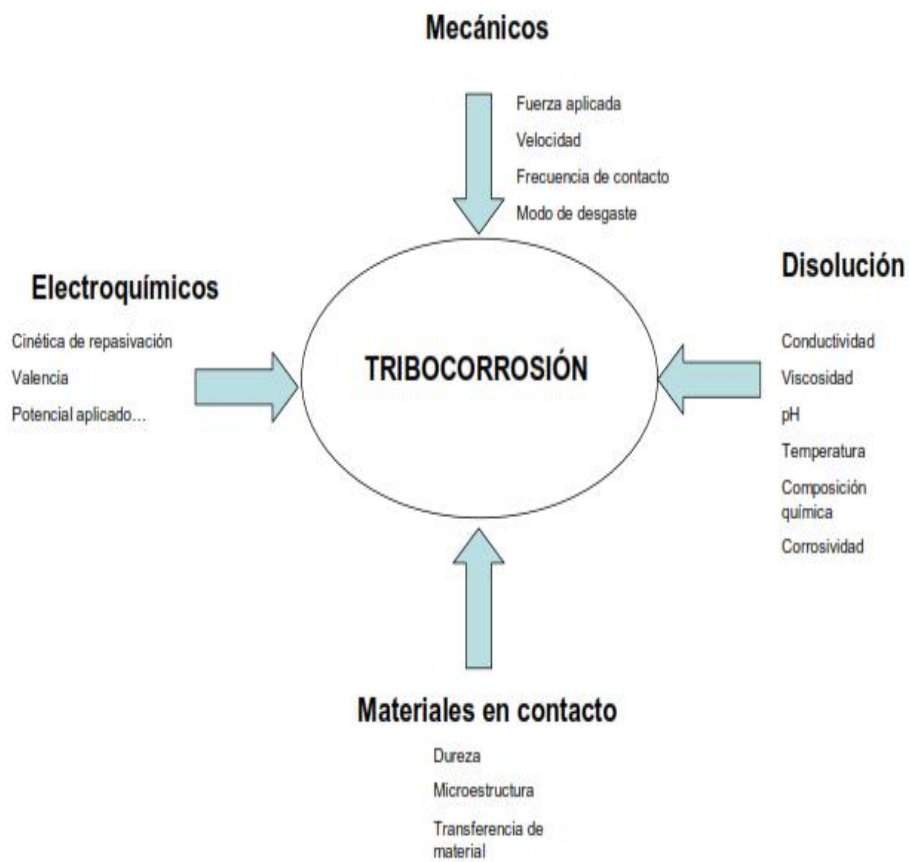 Mecánicos
Fuerza aplicada
Velocidad
Frecuencia de contacto
Modo de desgaste
Electroquímicos
Cinética de repasivación
Valencia
Potencial aplicado…
TRIBOCORROSIÓN
Disolución
Conductividad
Viscosidad
pH
Temperatura
Composición
química
Corrosividad
Materiales en contacto
Dureza
Microestructura
Transferencia de
material